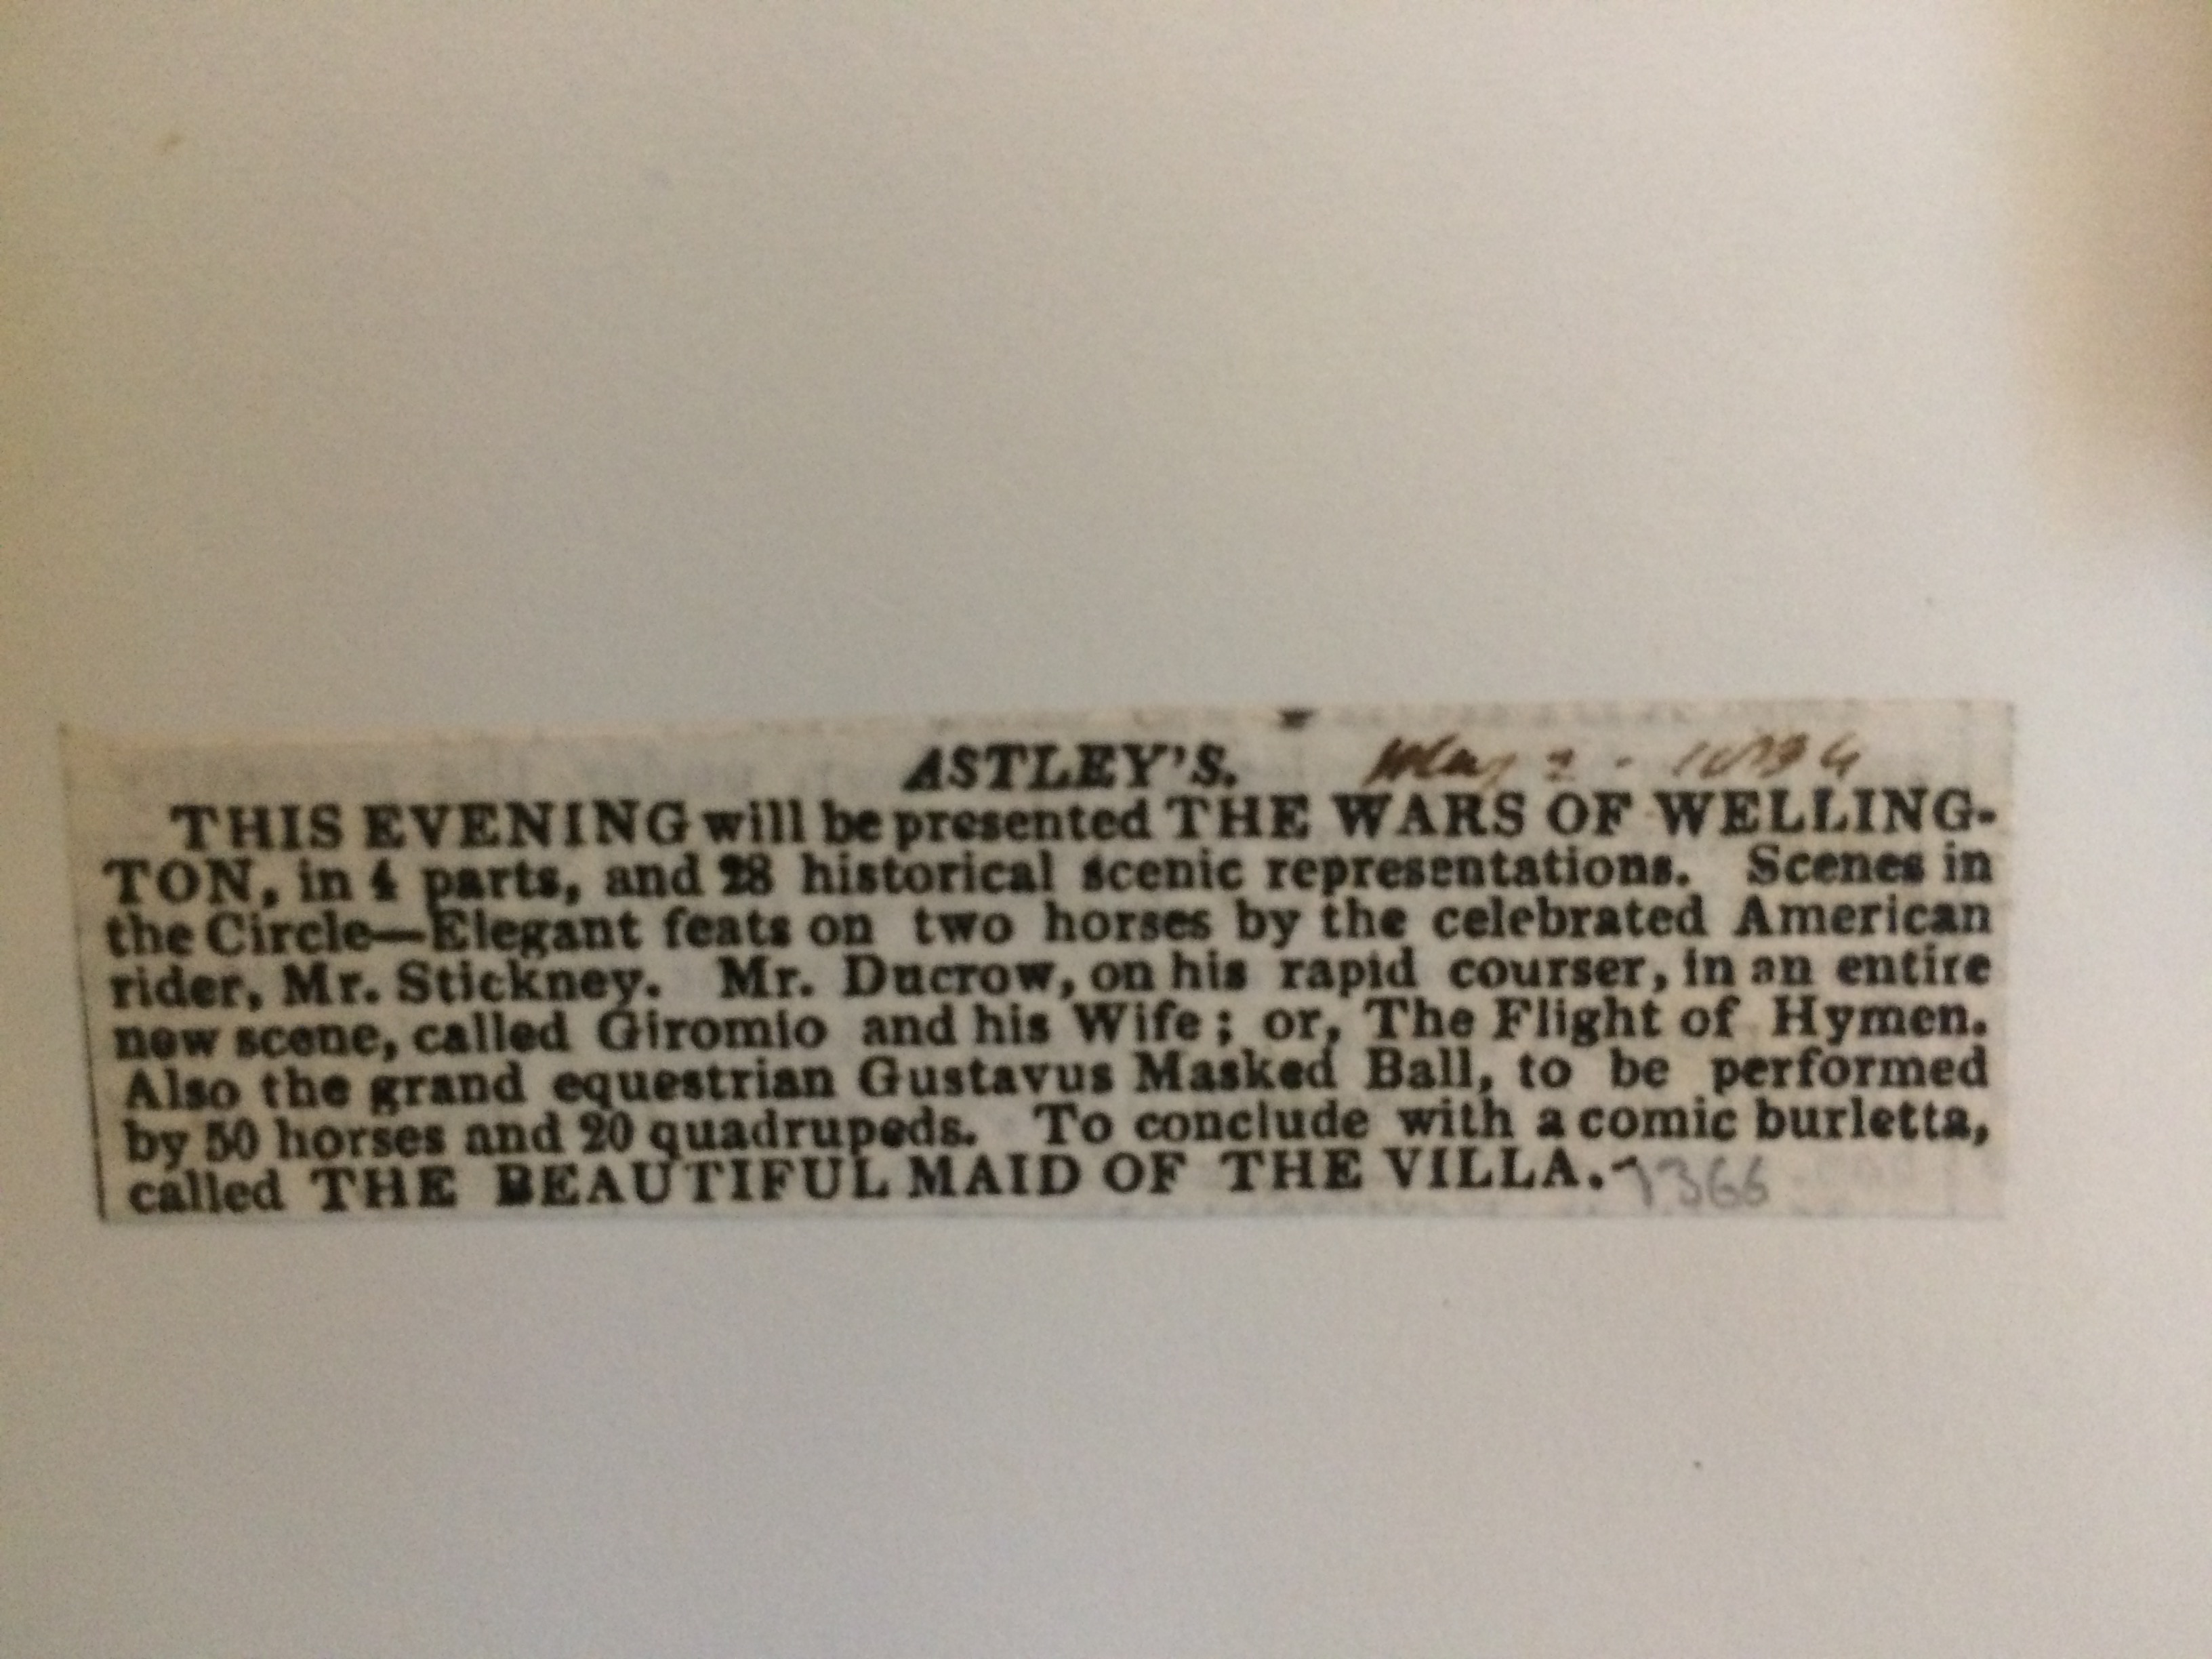 ASTLEY'S. May 2 - 1834
THIS EVENING will be presented THE WARS OF WELLING-
TON, in 4 parts, and 28 historical scenic representations. Scenes in
the Circle—Elegant feats on two horses by the celebrated American
rider, Mr. Stickney. Mr. Ducrow, on his rapid courser, in an entire
new scene, called Giromio and his Wife; or, The Flight of Hymen.
Also the grand equestrian Gustavus Masked Ball, to be performed
by 50 horses and 20 quadrupeds. To conclude with a comic burletta,
called THE BEAUTIFUL MAID OF THE VILLA. 7366